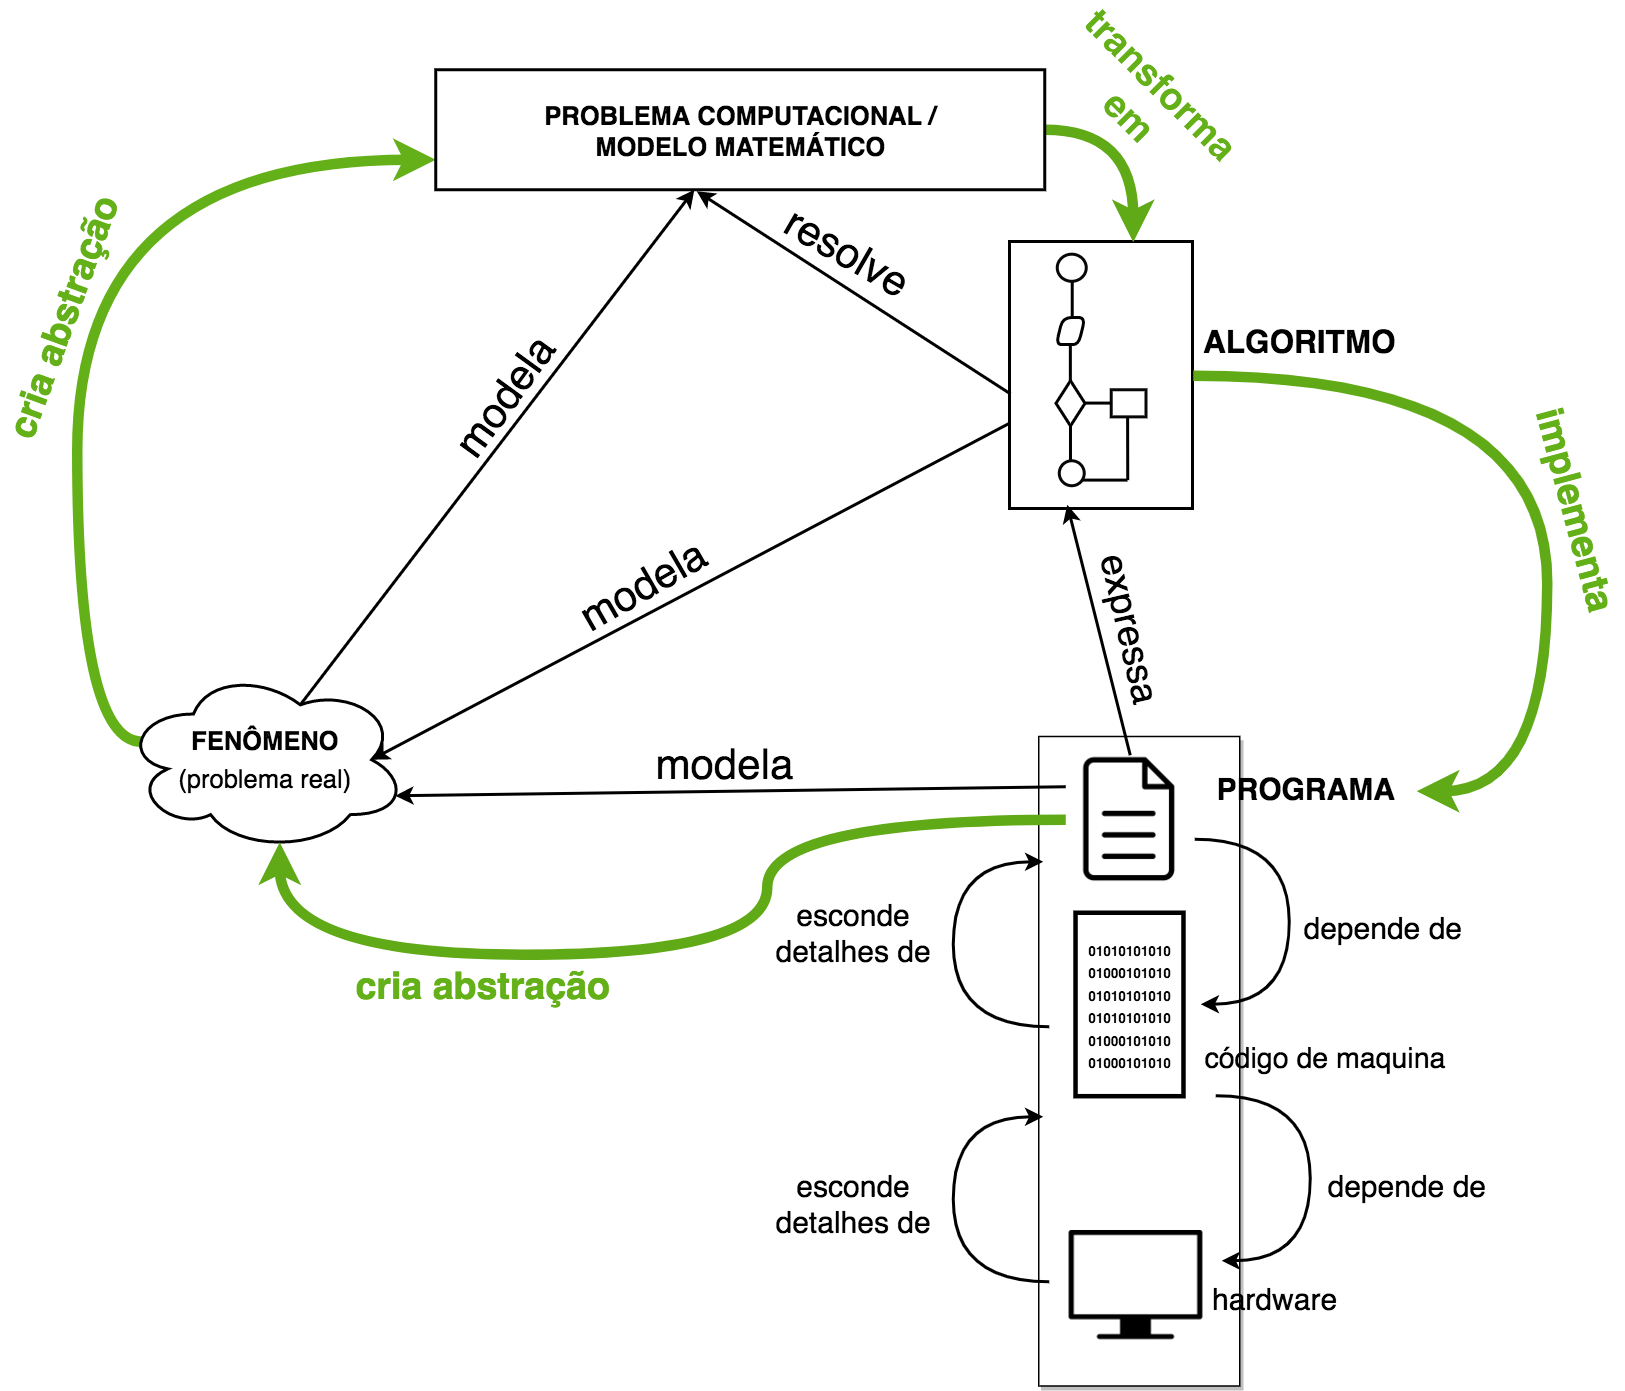 transforma
em
PROBLEMA COMPUTACIONAL /
MODELO MATEMÁTICO
cria abstração
resolve
modela
ALGORITMO
implementa
modela
expressa
FENÔMENO
(problema real)
modela
PROGRAMA
esconde
detalhes de
depende de
cria abstração
01010101010
01000101010
01010101010
01010101010
01000101010
01000101010
código de maquina
esconde
detalhes de
depende de
hardware